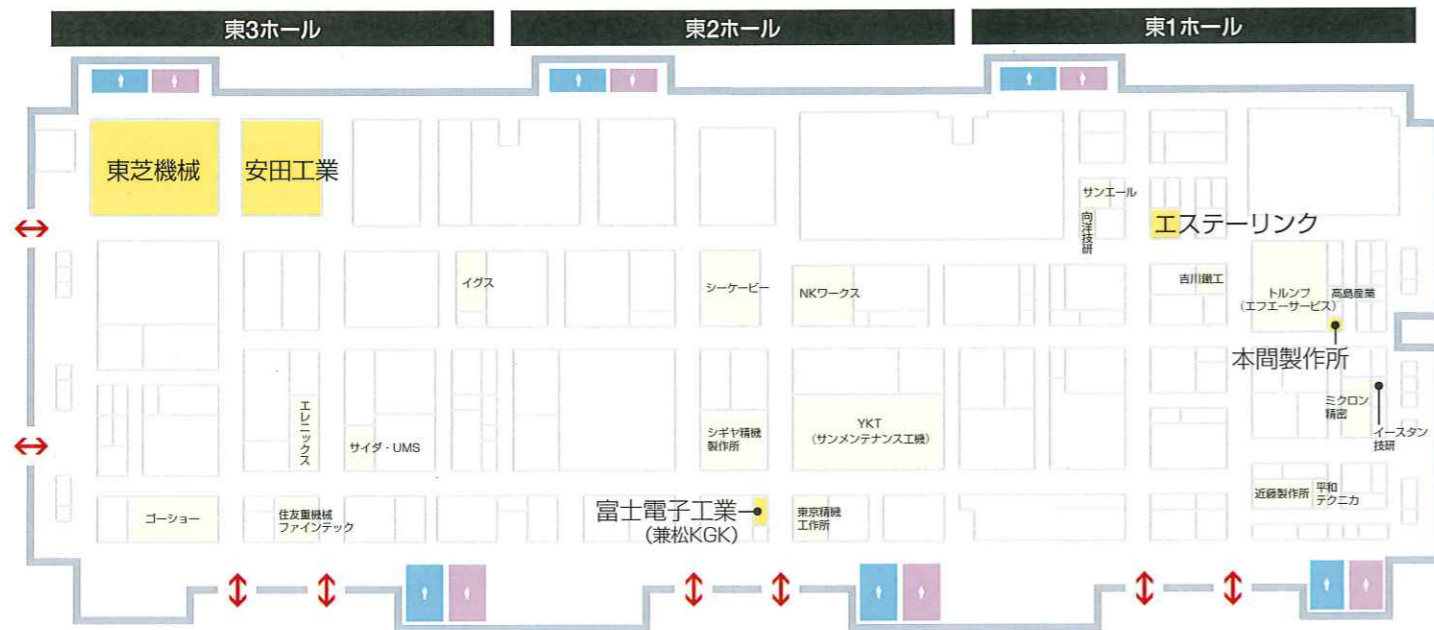 東3ホール
東2ホール
東1ホール
東芝機械
安田工業
サンエール
向洋技研
エステーリンク
イグス
シーケービー
NKワークス
吉川鐵工
トルンプ
(エフエーサービス)
高島産業
本間製作所
エレニックス
サイダ・UMS
シギヤ精機
製作所
YKT
(サンメンテナンス工機)
ミクロン
精密
イースタン
技研
ゴーショー
住友重機械
ファインテック
富士電子工業
(兼松KGK)
東京精機
工作所
近藤製作所
平和
テクニカ